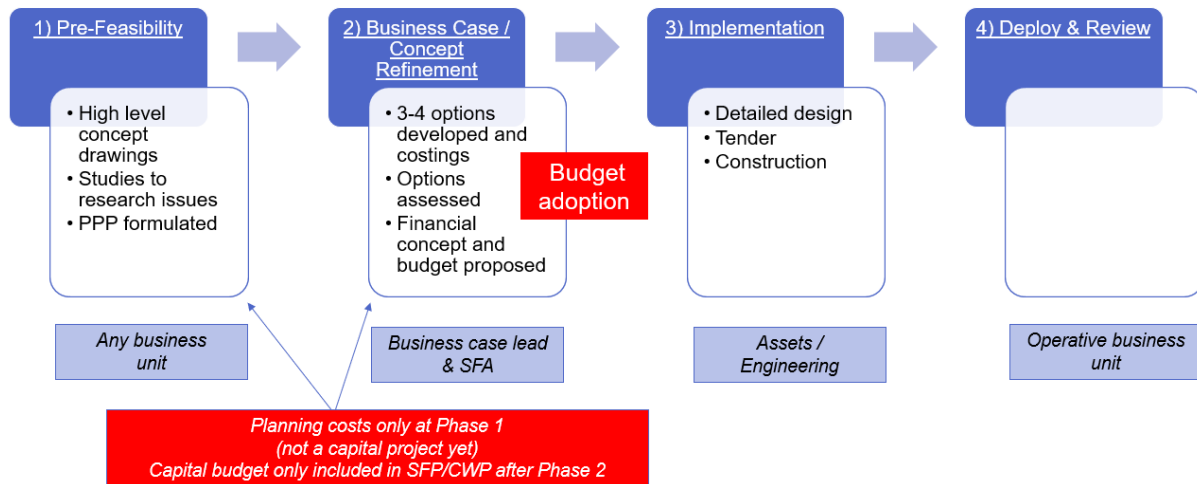 1) Pre-Feasibility
• High level
concept
drawings
• Studies to
research issues
• PPP formulated
Any business
unit
2) Business Case /
Concept
Refinement
• 3-4 options
developed and
costings
• Options
assessed
• Financial
concept and
budget proposed
Business case lead
& SFA
Budget
adoption
3) Implementation
• Detailed design
• Tender
• Construction
Assets /
Engineering
4) Deploy & Review
Operative business
unit
Planning costs only at Phase 1
(not a capital project yet)
Capital budget only included in SFP/CWP after Phase 2